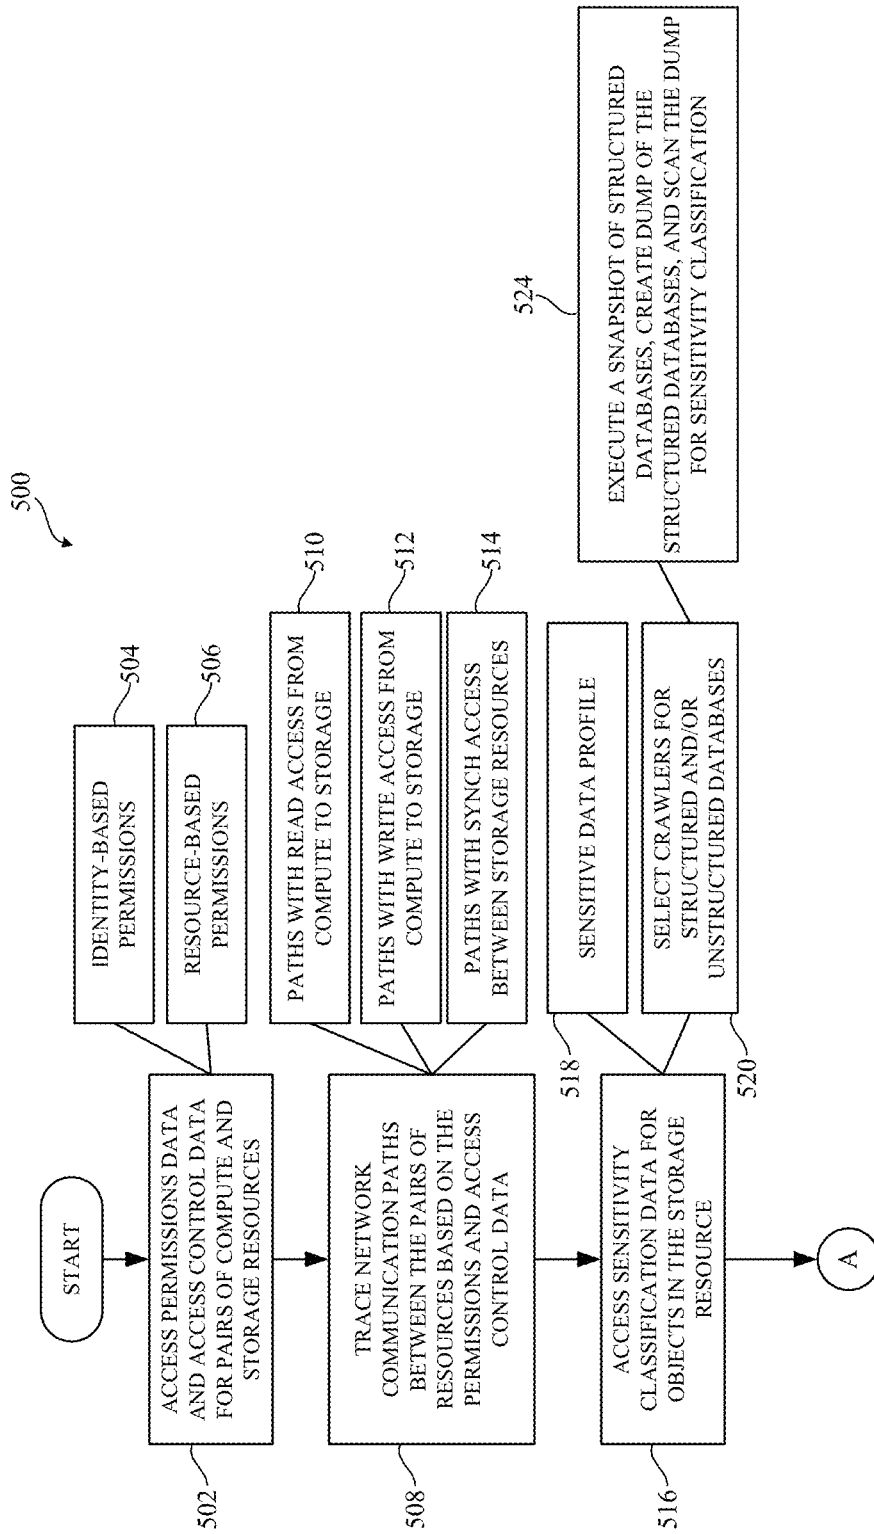 500
START
502
ACCESS PERMISSIONS DATA
AND ACCESS CONTROL DATA
FOR PAIRS OF COMPUTE AND
STORAGE RESOURCES
IDENTITY-BASED
PERMISSIONS
504
RESOURCE-BASED
PERMISSIONS
506
508
TRACE NETWORK
COMMUNICATION PATHS
BETWEEN THE PAIRS OF
RESOURCES BASED ON THE
PERMISSIONS AND ACCESS
CONTROL DATA
PATHS WITH READ ACCESS FROM
COMPUTE TO STORAGE
510
PATHS WITH WRITE ACCESS FROM
COMPUTE TO STORAGE
512
PATHS WITH SYNCH ACCESS
BETWEEN STORAGE RESOURCES
514
516
ACCESS SENSITIVITY
CLASSIFICATION DATA FOR
OBJECTS IN THE STORAGE
RESOURCE
518
SENSITIVE DATA PROFILE
520
SELECT CRAWLERS FOR
STRUCTURED AND/OR
UNSTRUCTURED DATABASES
524
EXECUTE A SNAPSHOT OF STRUCTURED
DATABASES, CREATE DUMP OF THE
STRUCTURED DATABASES, AND SCAN THE DUMP
FOR SENSITIVITY CLASSIFICATION
A